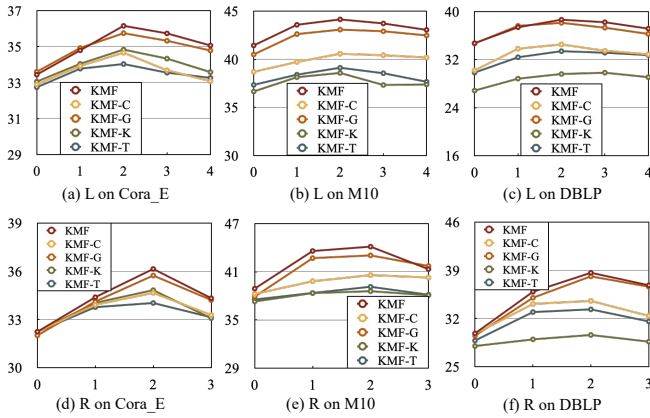 37
35
33
31
29
KMF
KMF-C
KMF-G
KMF-K
KMF-T
0 1 2 3 4
(a) L on Cora_E
45
40
35
30
KMF
KMF-C
KMF-G
KMF-K
KMF-T
0 1 2 3 4
(b) L on M10
40
34
28
22
16
KMF
KMF-C
KMF-G
KMF-K
KMF-T
0 1 2 3 4
(c) L on DBLP
39
36
33
30
KMF
KMF-C
KMF-G
KMF-K
KMF-T
0 1 2 3
(d) R on Cora_E
47
41
35
29
KMF
KMF-C
KMF-G
KMF-K
KMF-T
0 1 2 3
(e) R on M10
46
39
32
25
KMF
KMF-C
KMF-G
KMF-K
KMF-T
0 1 2 3
(f) R on DBLP